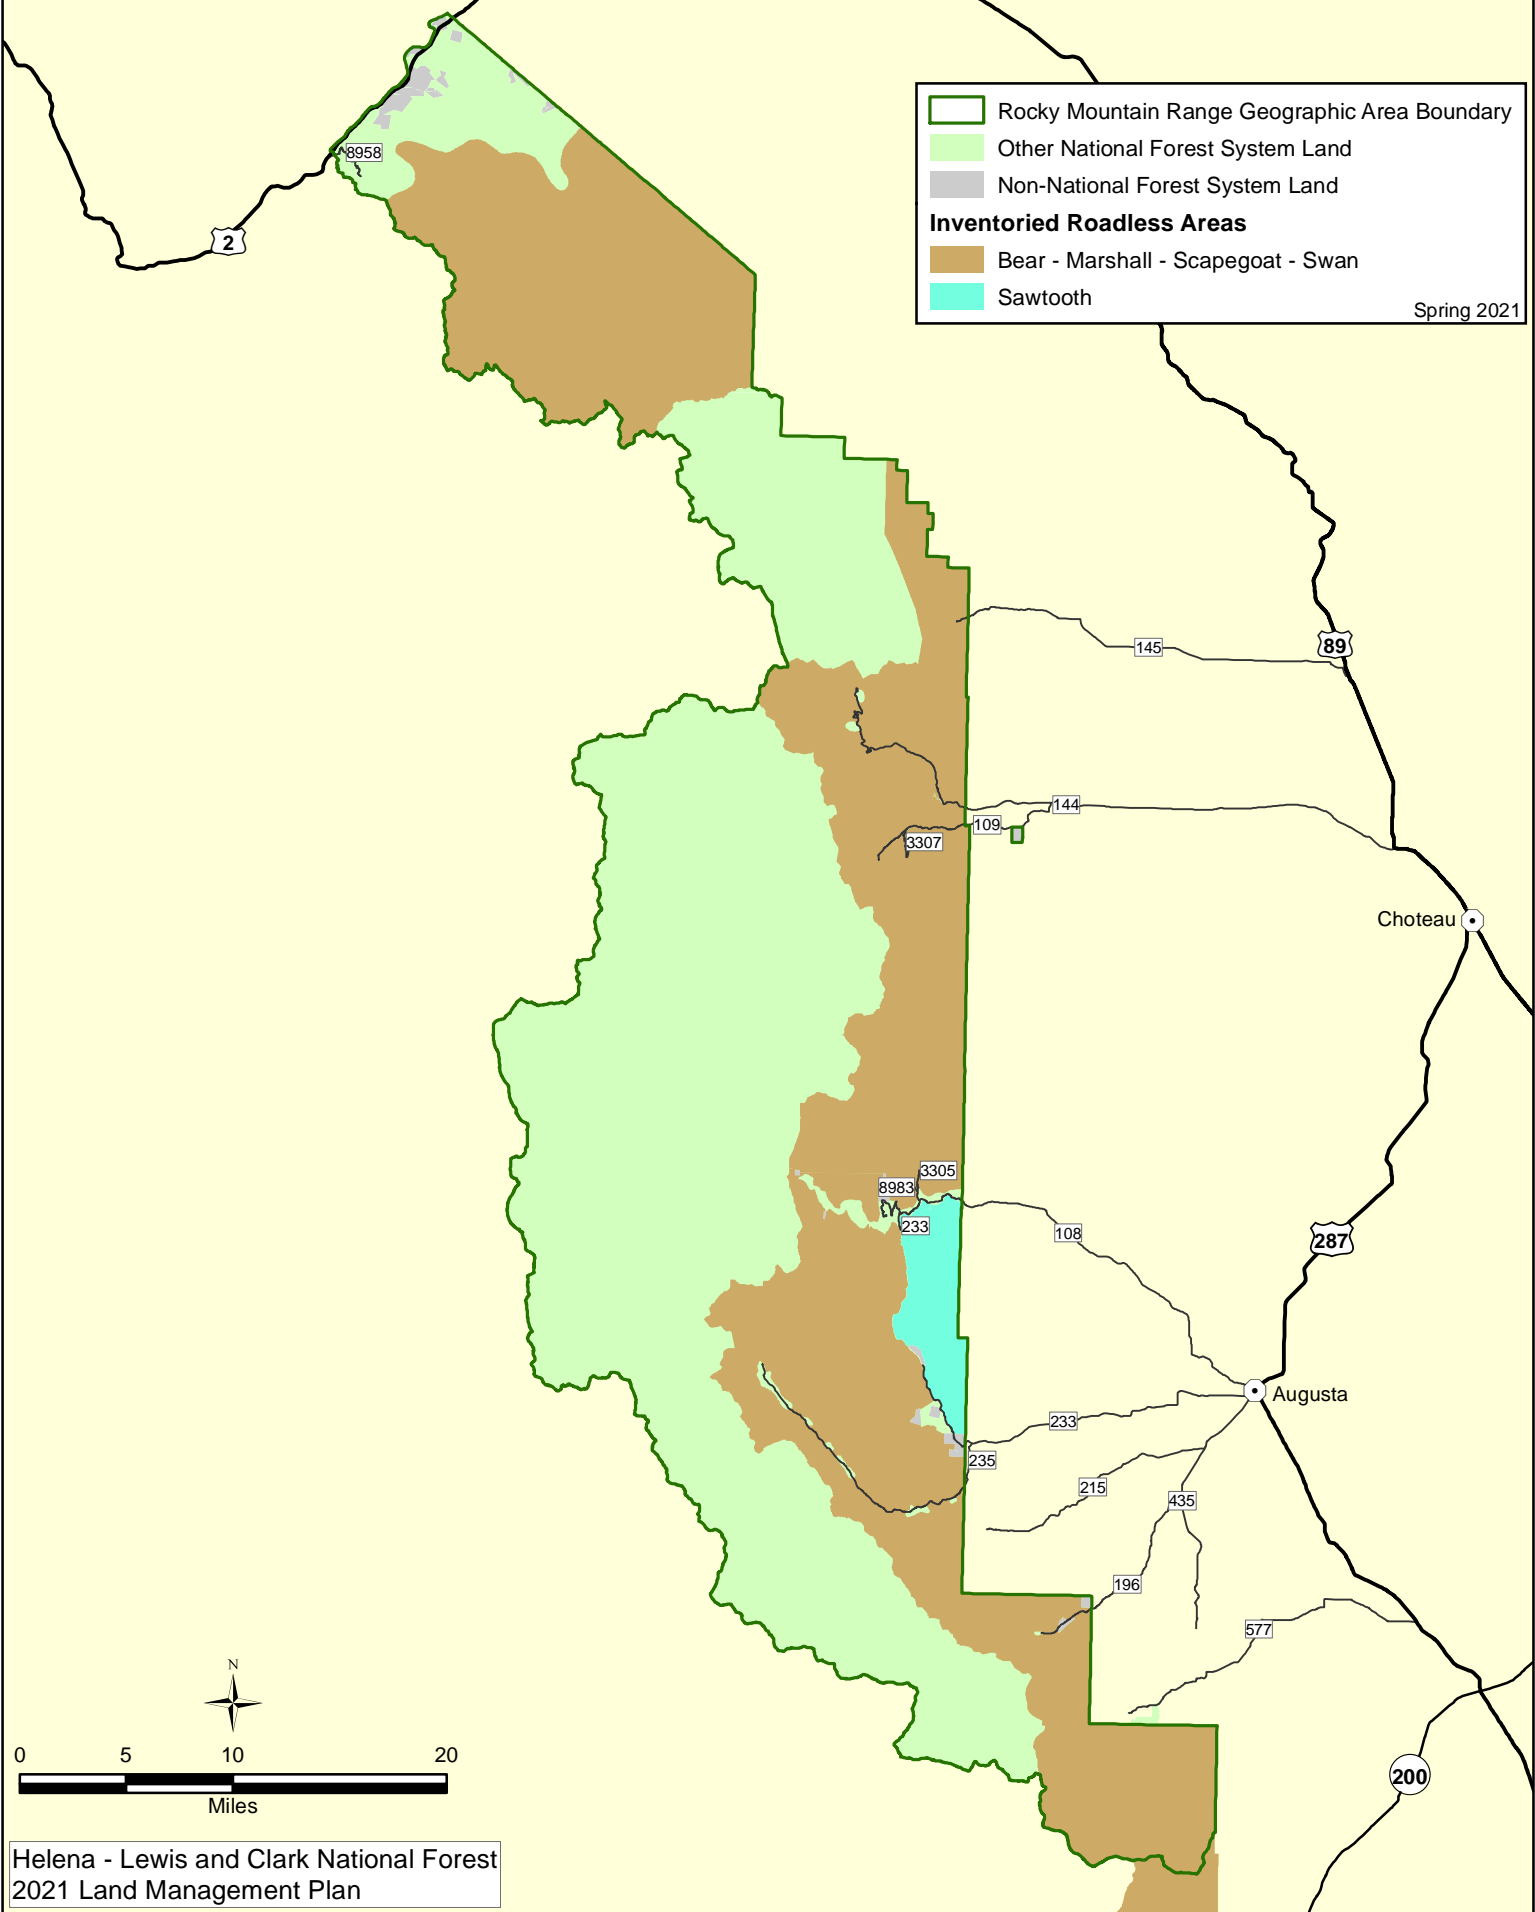 Rocky Mountain Range Geographic Area Boundary
Other National Forest System Land
Non-National Forest System Land
Inventoried Roadless Areas
Bear - Marshall - Scapegoat - Swan
Sawtooth
Spring 2021
8958
2
89
145
144
109
3307
Choteau
3305
8983
233
108
287
Augusta
233
235
215
435
196
577
N
0 5 10 20
Miles
200
Helena - Lewis and Clark National Forest
2021 Land Management Plan